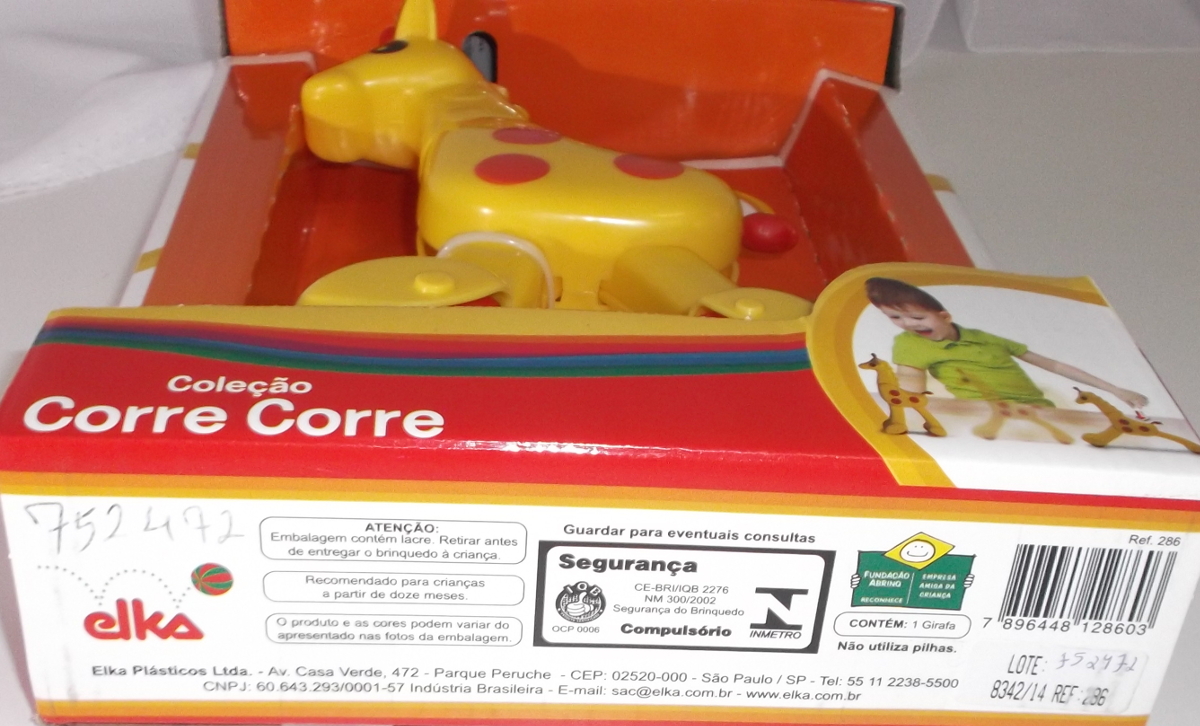 Coleção
Corre Corre
752472
elka
ATENÇÃO:
Embalagem contém lacre. Retirar antes
de entregar o brinquedo à criança.
Recomendado para crianças
a partir de doze meses.
O produto e as cores podem variar do
apresentado nas fotos da embalagem.
Guardar para eventuais consultas
Segurança
IQB
OCP 0006
CE-BRI/IQB 2276
NM 300/2002
Segurança do Brinquedo
Compulsório
INMETRO
FUNDAÇÃO
ABRINQ
RECONHECE
EMPRESA
AMIGA DA
CRIANÇA
CONTÉM: 1 Girafa
Não utiliza pilhas.
Ref. 286
7 896448 128603
LOTE: 752472
8342/14 REF:286
Elka Plásticos Ltda. - Av. Casa Verde, 472 - Parque Peruche - CEP: 02520-000 - São Paulo / SP - Tel: 55 11 2238-5500
CNPJ: 60.643.293/0001-57 Indústria Brasileira - E-mail: sac@elka.com.br - www.elka.com.br